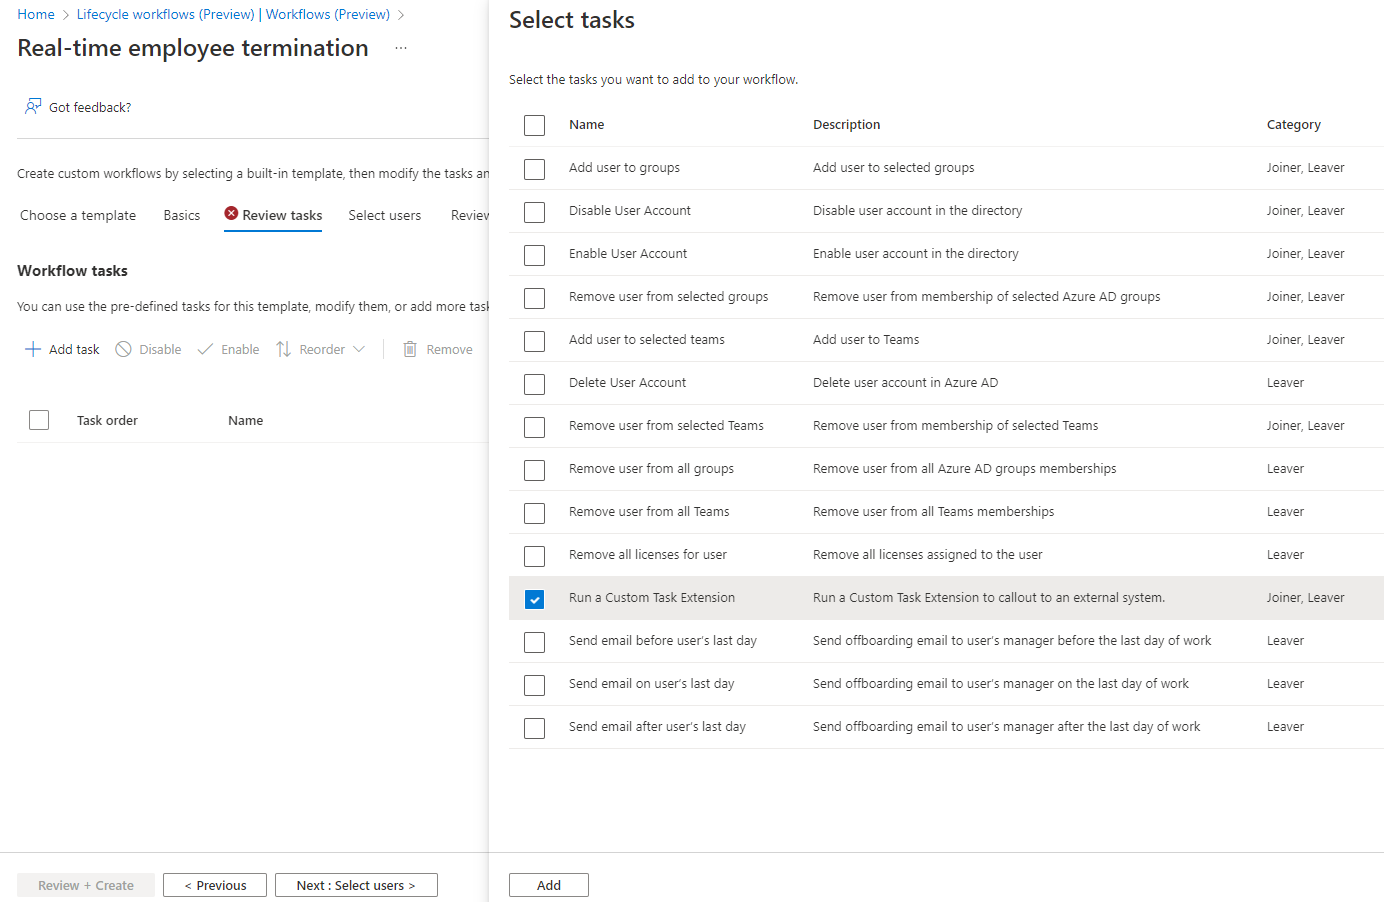 Home > Lifecycle workflows (Preview) | Workflows (Preview) >
Real-time employee termination ...
Got feedback?
Create custom workflows by selecting a built-in template, then modify the tasks an
Choose a template Basics Review tasks Select users Review
Workflow tasks
You can use the pre-defined tasks for this template, modify them, or add more task
Add task Disable Enable Reorder Remove
Task order Name
Review + Create < Previous Next : Select users >
Select tasks
Select the tasks you want to add to your workflow.
Name Description Category
Add user to groups Add user to selected groups Joiner, Leaver
Disable User Account Disable user account in the directory Joiner, Leaver
Enable User Account Enable user account in the directory Joiner, Leaver
Remove user from selected groups Remove user from membership of selected Azure AD groups Joiner, Leaver
Add user to selected teams Add user to Teams Joiner, Leaver
Delete User Account Delete user account in Azure AD Leaver
Remove user from selected Teams Remove user from membership of selected Teams Joiner, Leaver
Remove user from all groups Remove user from all Azure AD groups memberships Leaver
Remove user from all Teams Remove user from all Teams memberships Leaver
Remove all licenses for user Remove all licenses assigned to the user Leaver
Run a Custom Task Extension Run a Custom Task Extension to callout to an external system. Joiner, Leaver
Send email before user's last day Send offboarding email to user's manager before the last day of work Leaver
Send email on user's last day Send offboarding email to user's manager on the last day of work Leaver
Send email after user's last day Send offboarding email to user's manager after the last day of work Leaver
Add